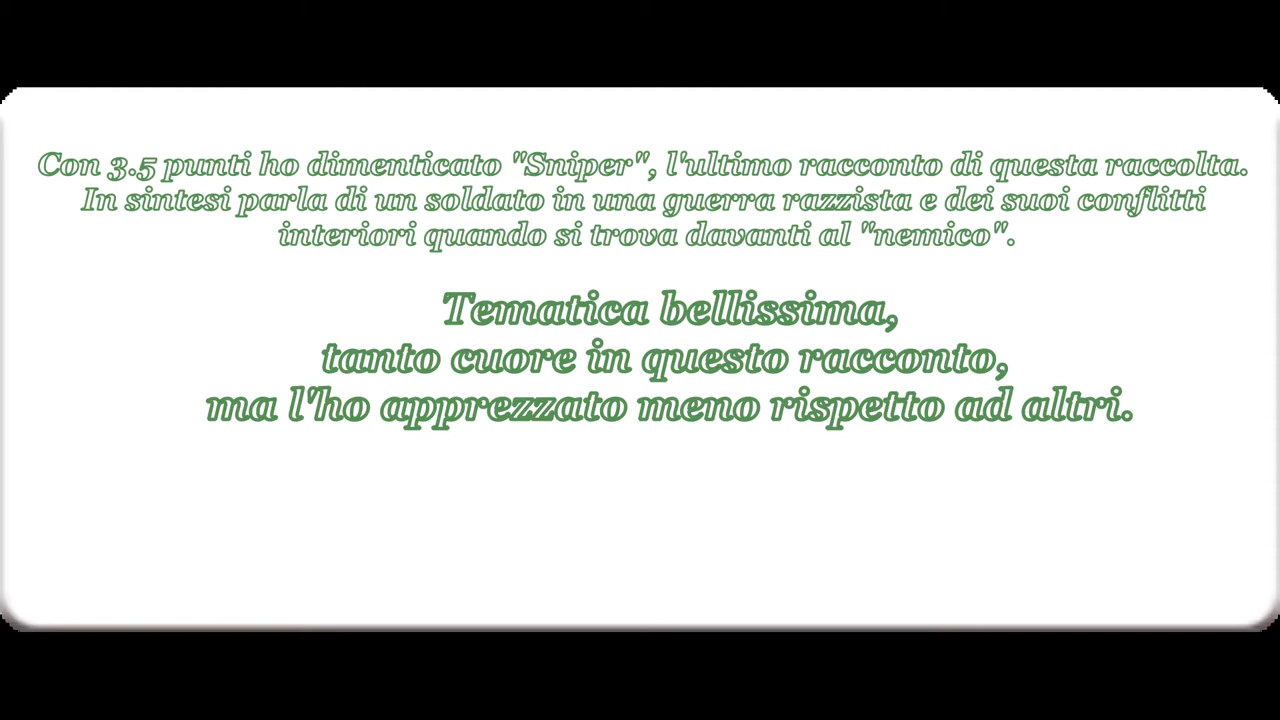 Con 3.5 punti ho dimenticato "Sniper", l'ultimo racconto di questa raccolta.
In sintesi parla di un soldato in una guerra razzista e dei suoi conflitti
interiori quando si trova davanti al "nemico".
Tematica bellissima,
tanto cuore in questo racconto,
ma l'ho apprezzato meno rispetto ad altri.